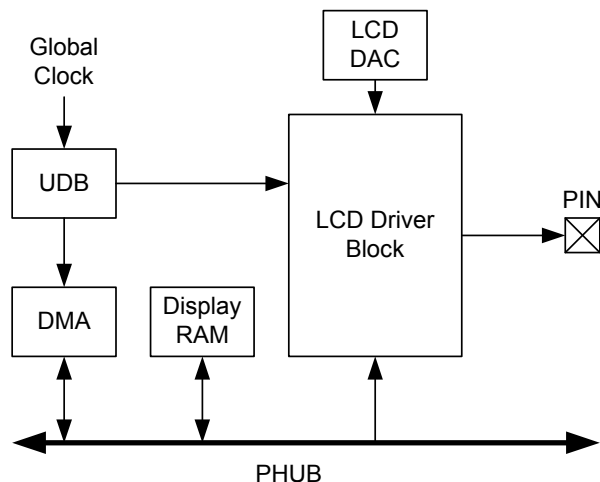 Global
Clock
LCD
DAC
UDB
LCD Driver
Block
PIN
DMA
Display
RAM
PHUB